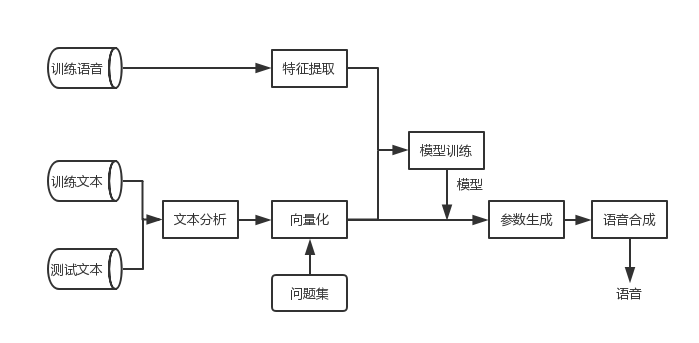 训练语音
特征提取
模型训练
训练文本
模型
文本分析
向量化
参数生成
语音合成
测试文本
问题集
语音